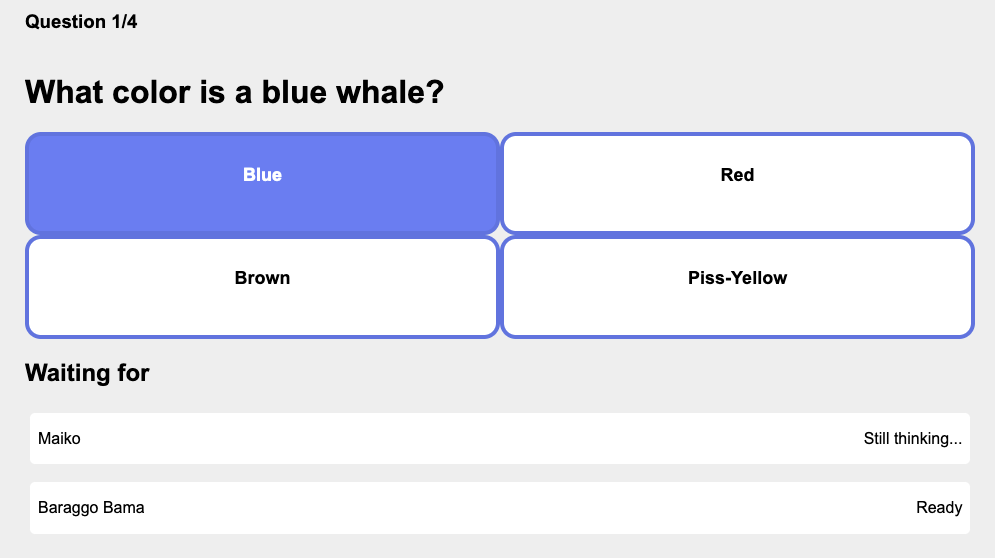 Question 1/4
What color is a blue whale?
Blue
Red
Brown
Piss-Yellow
Waiting for
Maiko Still thinking...
Baraggo Bama Ready